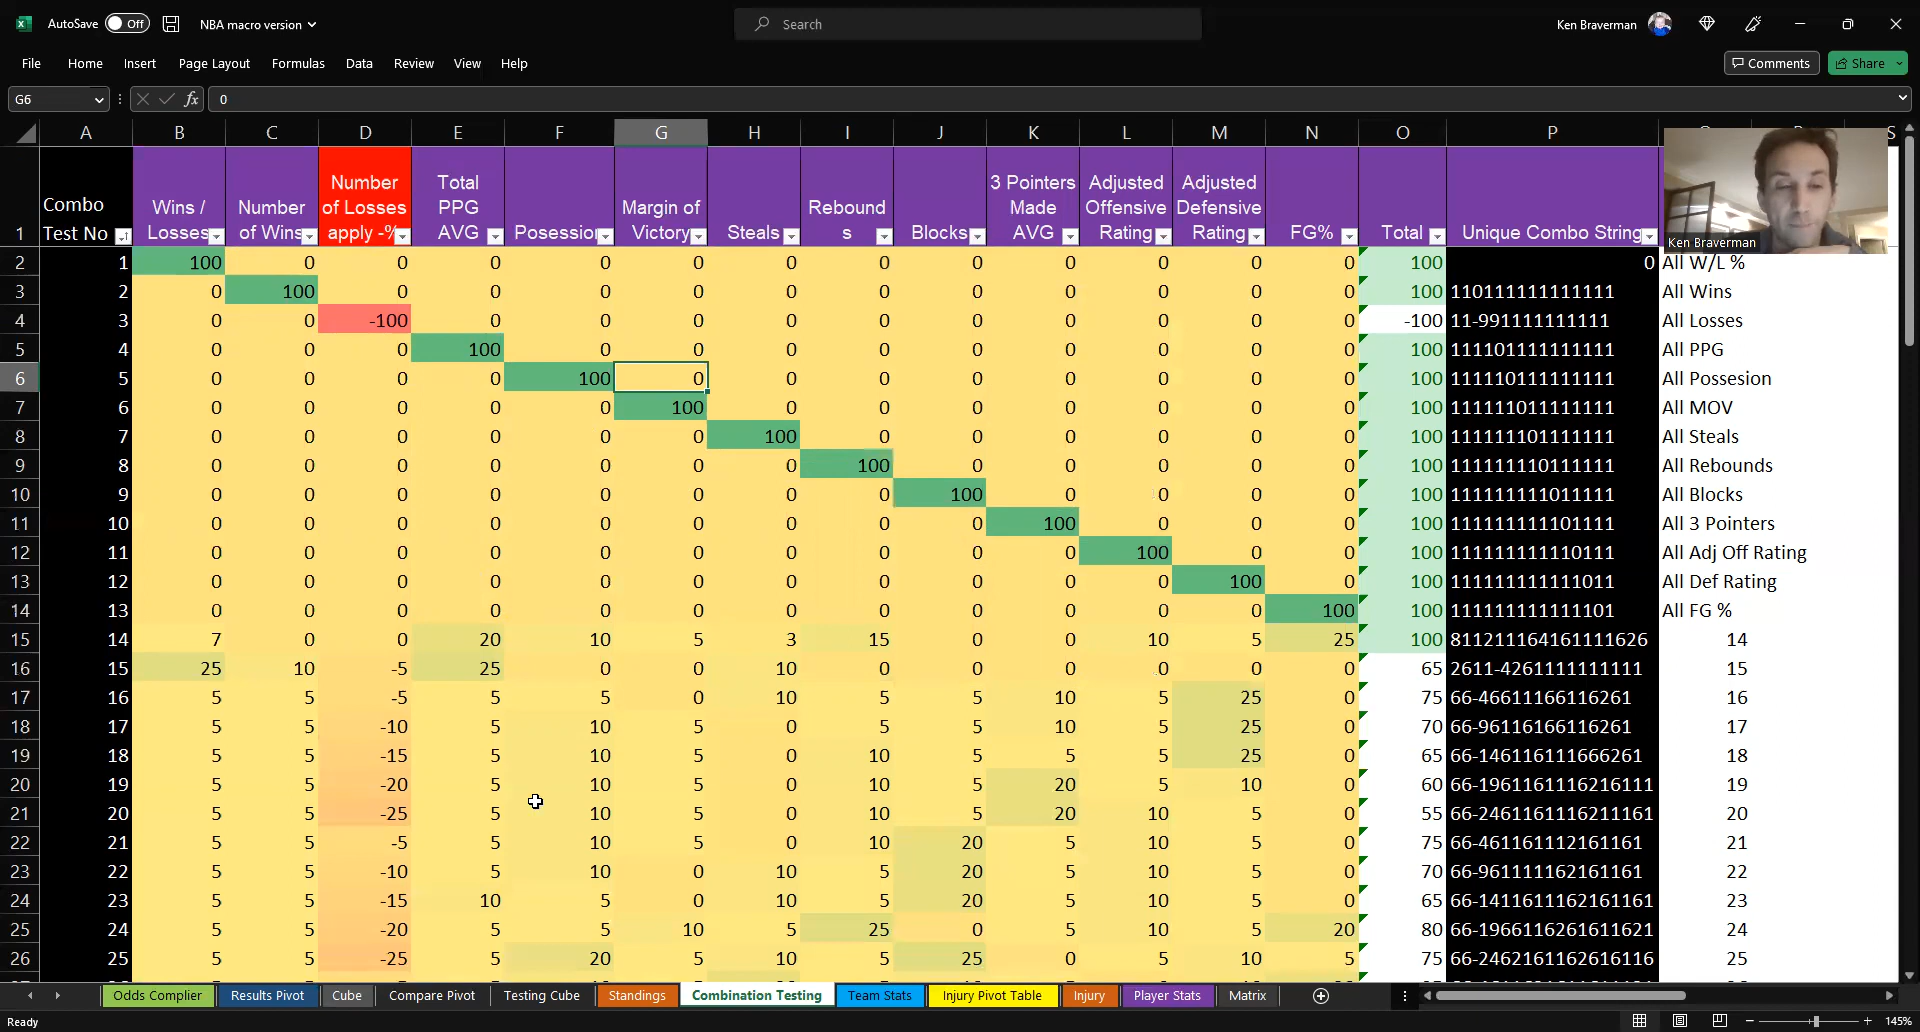 AutoSave Off NBA macro version Search Ken Braverman
File Home Insert Page Layout Formulas Data Review View Help Comments Share
G6 fx 0
A B C D E F G H I J K L M N O P S
1 Combo Test No Wins / Losses Number of Wins Number of Losses apply -% Total PPG AVG Posession Margin of Victory Steals Rebounds Blocks 3 Pointers Made AVG Adjusted Offensive Rating Adjusted Defensive Rating FG% Total Unique Combo String
Ken Braverman
2 1 100 0 0 0 0 0 0 0 0 0 0 0 0 100 0 All W/L %
3 2 0 100 0 0 0 0 0 0 0 0 0 0 0 100 110111111111111 All Wins
4 3 0 0 -100 0 0 0 0 0 0 0 0 0 0 -100 11-991111111111 All Losses
5 4 0 0 0 100 0 0 0 0 0 0 0 0 0 100 111101111111111 All PPG
6 5 0 0 0 0 100 0 0 0 0 0 0 0 0 100 111110111111111 All Possesion
7 6 0 0 0 0 0 100 0 0 0 0 0 0 0 100 111111011111111 All MOV
8 7 0 0 0 0 0 0 100 0 0 0 0 0 0 100 111111101111111 All Steals
9 8 0 0 0 0 0 0 0 100 0 0 0 0 0 100 111111110111111 All Rebounds
10 9 0 0 0 0 0 0 0 0 100 0 0 0 0 100 111111111011111 All Blocks
11 10 0 0 0 0 0 0 0 0 0 100 0 0 0 100 111111111101111 All 3 Pointers
12 11 0 0 0 0 0 0 0 0 0 0 100 0 0 100 111111111110111 All Adj Off Rating
13 12 0 0 0 0 0 0 0 0 0 0 0 100 0 100 111111111111011 All Def Rating
14 13 0 0 0 0 0 0 0 0 0 0 0 0 100 100 111111111111101 All FG %
15 14 7 0 0 20 10 5 3 15 0 0 10 5 25 100 811211164161111626 14
16 15 25 10 -5 25 0 0 10 0 0 0 0 0 0 65 2611-4261111111111 15
17 16 5 5 -5 5 5 0 10 5 5 10 5 25 0 75 66-46611166116261 16
18 17 5 5 -10 5 10 5 0 5 5 10 5 25 0 70 66-96116166116261 17
19 18 5 5 -15 5 10 5 0 10 5 5 5 25 0 65 66-146116111666261 18
20 19 5 5 -20 5 10 5 0 10 5 20 5 10 0 60 66-1961161116216111 19
21 20 5 5 -25 5 10 5 0 10 5 20 10 5 0 55 66-2461161116211161 20
22 21 5 5 -5 5 10 5 0 10 20 5 10 5 0 75 66-461161112161161 21
23 22 5 5 -10 5 10 0 10 5 20 5 10 5 0 70 66-961111162161161 22
24 23 5 5 -15 10 5 0 10 5 20 5 10 5 0 65 66-1411611162161161 23
25 24 5 5 -20 5 5 10 5 25 0 5 10 5 20 80 66-1966116261611621 24
26 25 5 5 -25 5 20 5 10 5 25 0 5 10 5 75 66-2462161162616116 25
Odds Complier Results Pivot Cube Compare Pivot Testing Cube Standings Combination Testing Team Stats Injury Pivot Table Injury Player Stats Matrix
Ready 145%